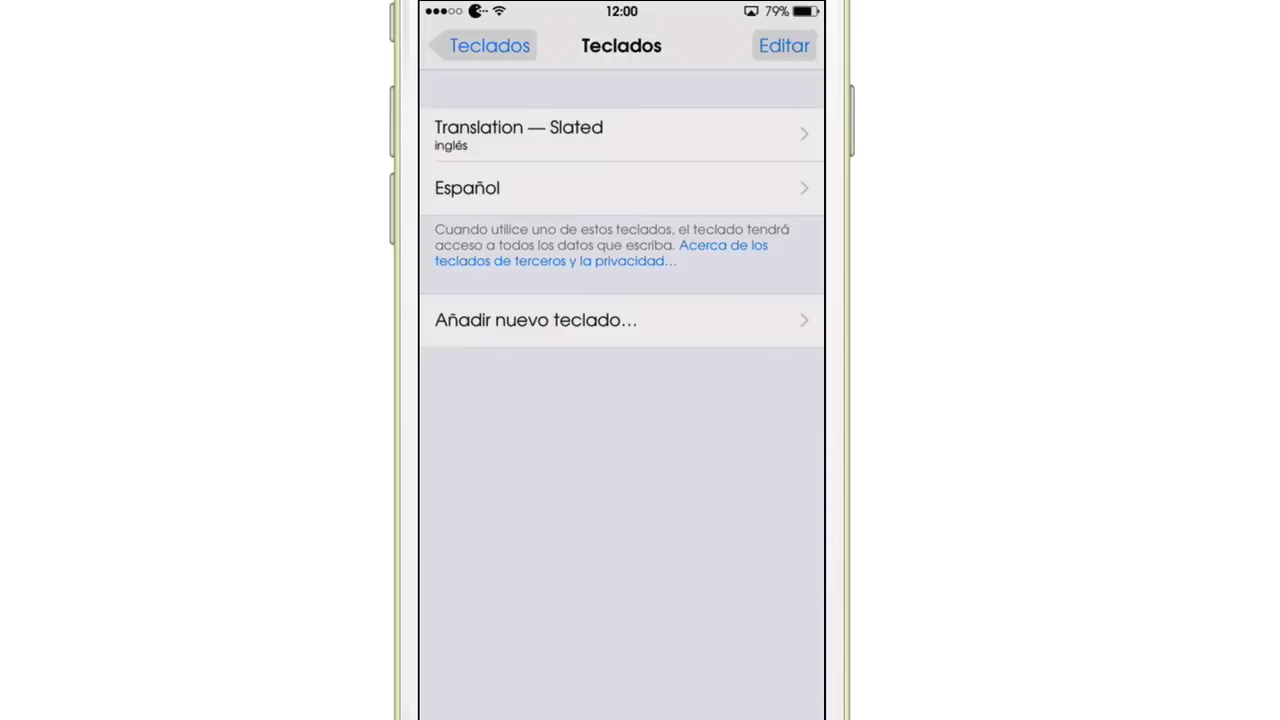 12:00
79%
Teclados
Teclados
Editar
Translation — Slated
inglés
Español
Cuando utilice uno de estos teclados, el teclado tendrá
acceso a todos los datos que escriba. Acerca de los
teclados de terceros y la privacidad...
Añadir nuevo teclado...